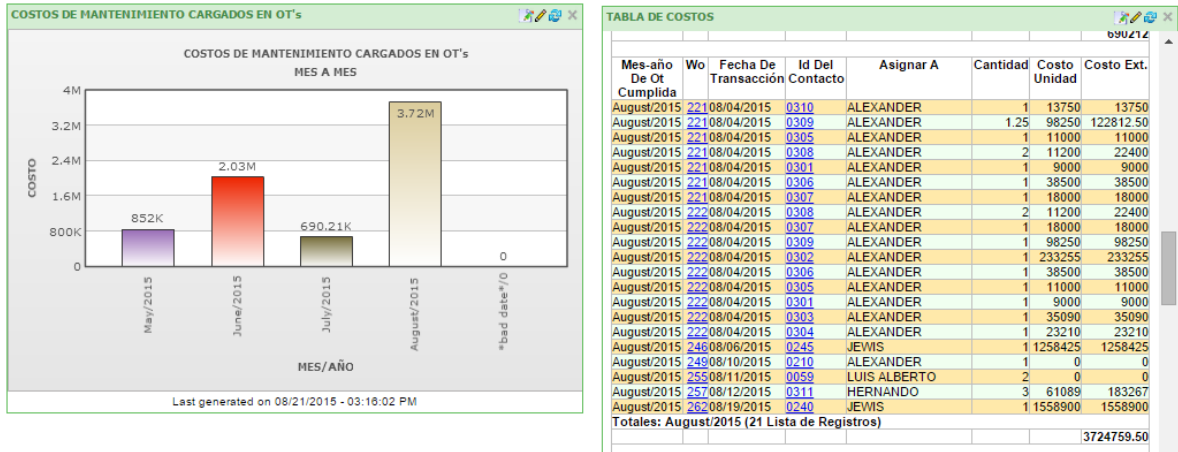 COSTOS DE MANTENIMIENTO CARGADOS EN OT's
COSTOS DE MANTENIMIENTO CARGADOS EN OT's
MES A MES
4M
3.2M
2.4M
1.6M
800K
0
COSTO
852K
2.03M
690.21K
3.72M
0
May/2015
June/2015
July/2015
August/2015
*bad date*/0
MES/AÑO
Last generated on 08/21/2015 - 03:16:02 PM
TABLA DE COSTOS
690212
Mes-año De Ot Cumplida Wo Fecha De Transacción Id Del Contacto Asignar A Cantidad Costo Unidad Costo Ext.
August/2015 221 08/04/2015 0310 ALEXANDER 1 13750 13750
August/2015 221 08/04/2015 0309 ALEXANDER 1.25 98250 122812.50
August/2015 221 08/04/2015 0305 ALEXANDER 1 11000 11000
August/2015 221 08/04/2015 0308 ALEXANDER 2 11200 22400
August/2015 221 08/04/2015 0301 ALEXANDER 1 9000 9000
August/2015 221 08/04/2015 0306 ALEXANDER 1 38500 38500
August/2015 221 08/04/2015 0307 ALEXANDER 1 18000 18000
August/2015 222 08/04/2015 0308 ALEXANDER 2 11200 22400
August/2015 222 08/04/2015 0307 ALEXANDER 1 18000 18000
August/2015 222 08/04/2015 0309 ALEXANDER 1 98250 98250
August/2015 222 08/04/2015 0302 ALEXANDER 1 233255 233255
August/2015 222 08/04/2015 0306 ALEXANDER 1 38500 38500
August/2015 222 08/04/2015 0305 ALEXANDER 1 11000 11000
August/2015 222 08/04/2015 0301 ALEXANDER 1 9000 9000
August/2015 222 08/04/2015 0303 ALEXANDER 1 35090 35090
August/2015 222 08/04/2015 0304 ALEXANDER 1 23210 23210
August/2015 246 08/06/2015 0245 JEWIS 1 1258425 1258425
August/2015 249 08/10/2015 0210 ALEXANDER 1 0 0
August/2015 255 08/11/2015 0059 LUIS ALBERTO 2 0 0
August/2015 257 08/12/2015 0311 HERNANDO 3 61089 183267
August/2015 262 08/19/2015 0240 JEWIS 1 1558900 1558900
Totales: August/2015 (21 Lista de Registros)
3724759.50